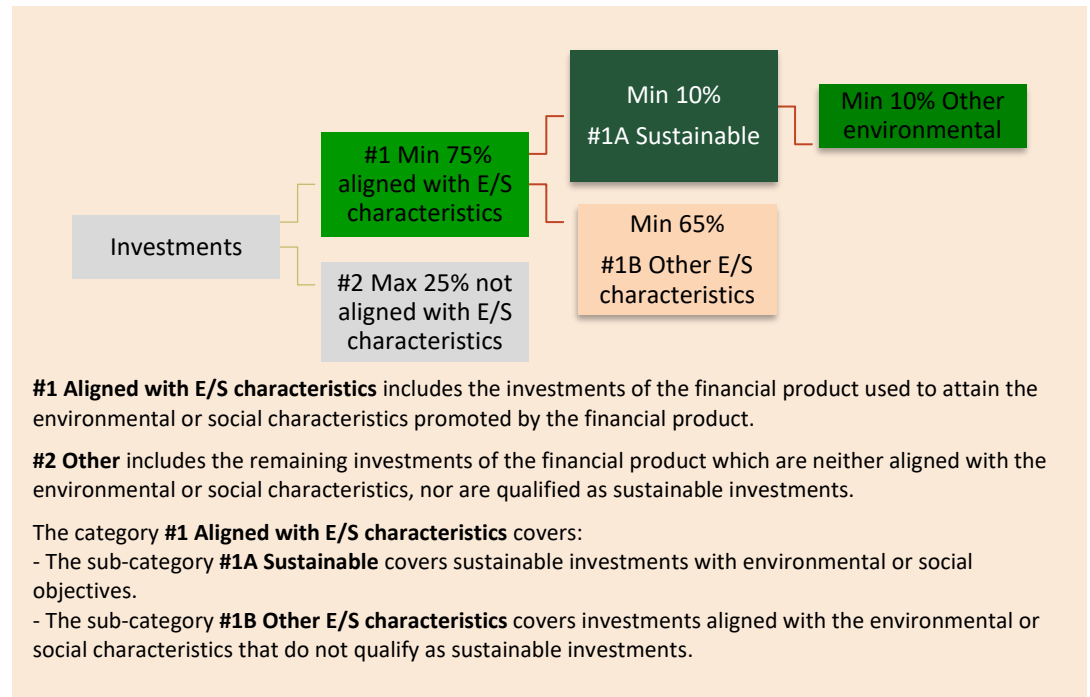 Investments
#1 Min 75%
aligned with E/S
characteristics
#2 Max 25% not
aligned with E/S
characteristics
Min 10%
#1A Sustainable
Min 65%
#1B Other E/S
characteristics
Min 10% Other
environmental
#1 Aligned with E/S characteristics includes the investments of the financial product used to attain the
environmental or social characteristics promoted by the financial product.
#2 Other includes the remaining investments of the financial product which are neither aligned with the
environmental or social characteristics, nor are qualified as sustainable investments.
The category #1 Aligned with E/S characteristics covers:
- The sub-category #1A Sustainable covers sustainable investments with environmental or social
objectives.
- The sub-category #1B Other E/S characteristics covers investments aligned with the environmental or
social characteristics that do not qualify as sustainable investments.